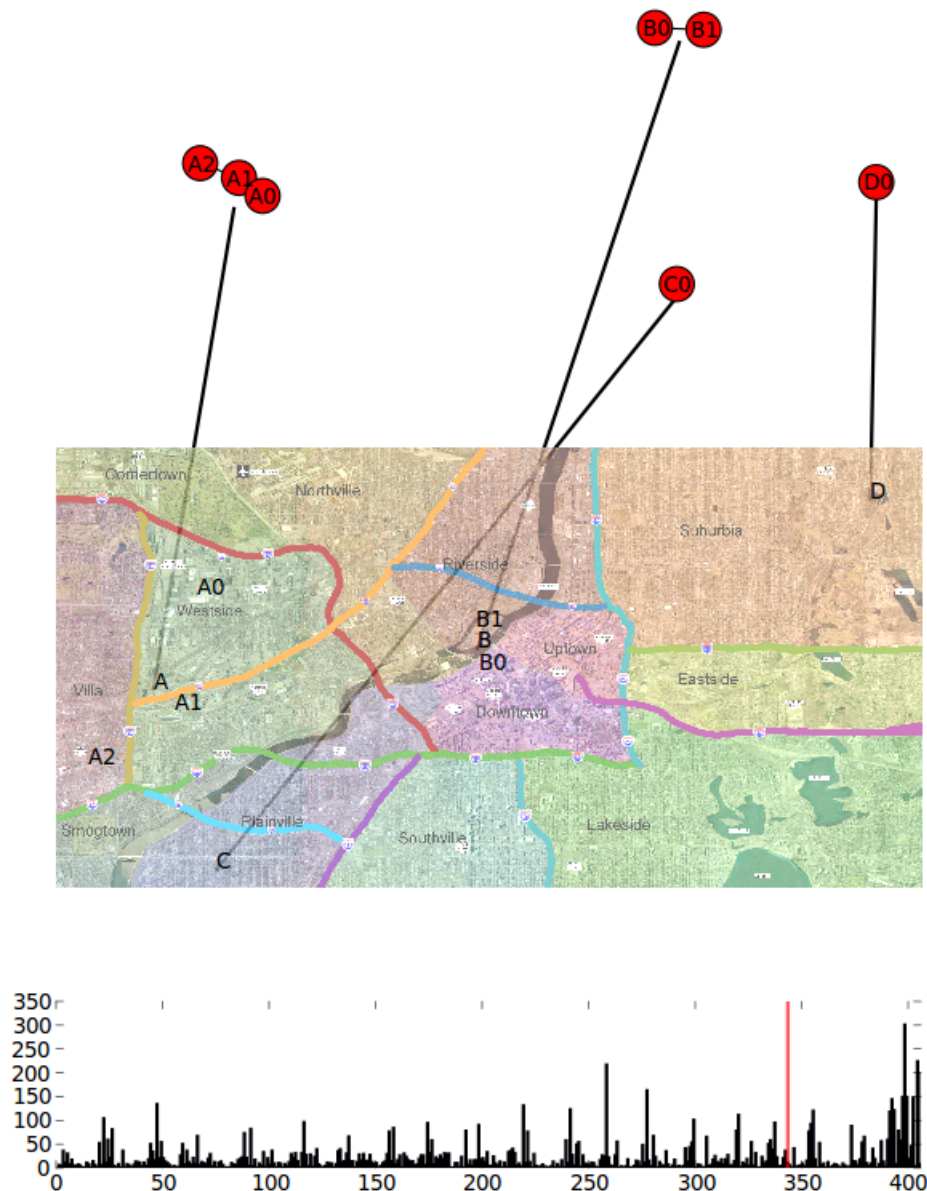 B0 B1
A2 A1 A0
D0
C0
Cornertown
Northville
D
Suburbia
Riverside
A0
Westside
B1
B
Uptown
B0
A
Villa
Eastside
A1
Downtown
A2
Plainville
Lakeside
Smogtown
Southville
C
350
300
250
200
150
100
50
0
0 50 100 150 200 250 300 350 400